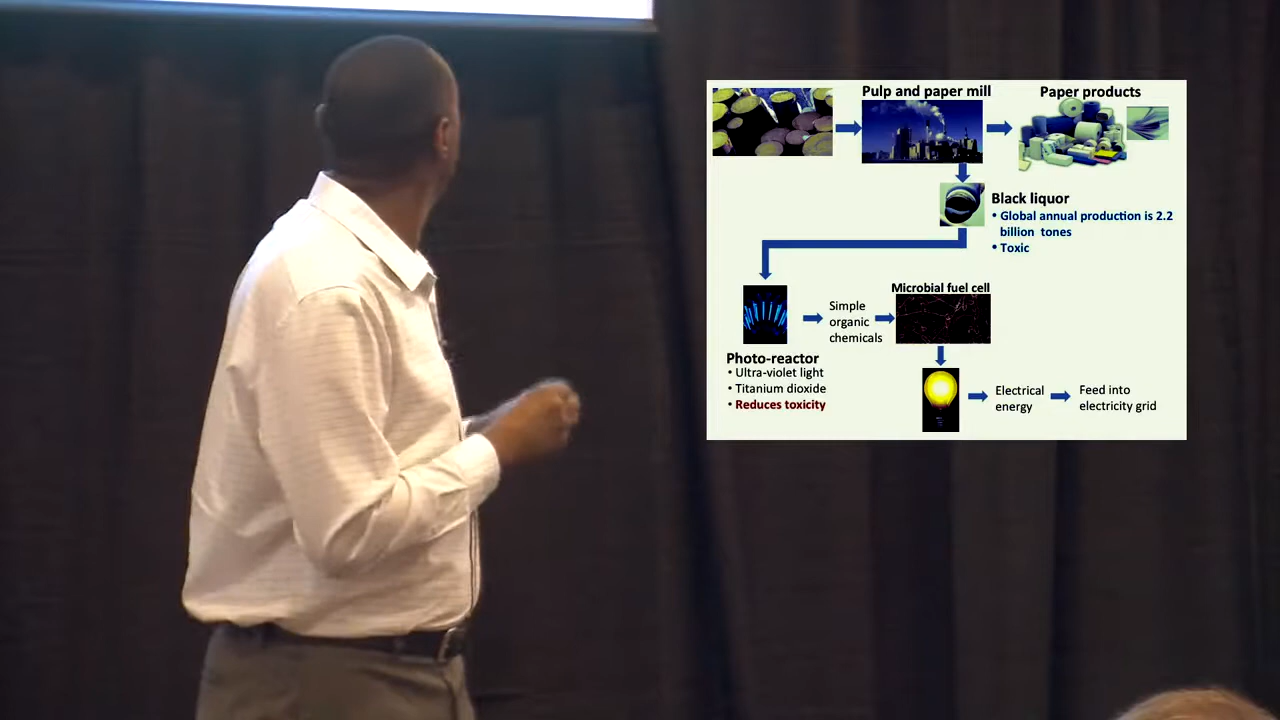 Pulp and paper mill
Paper products
Black liquor
• Global annual production is 2.2
billion tones
• Toxic
Microbial fuel cell
Simple
organic
chemicals
Photo-reactor
• Ultra-violet light
• Titanium dioxide
• Reduces toxicity
Electrical
energy
Feed into
electricity grid